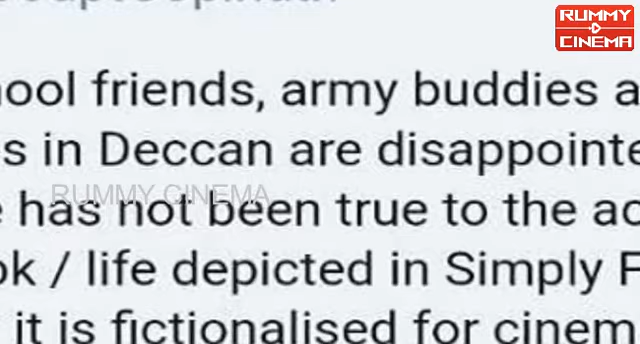 RUMMY
CINEMA
ool friends, army buddies a
s in Deccan are disappointe
RUMMY CINEMA
has not been true to the ac
ok / life depicted in Simply F
it is fictionalised for cinem